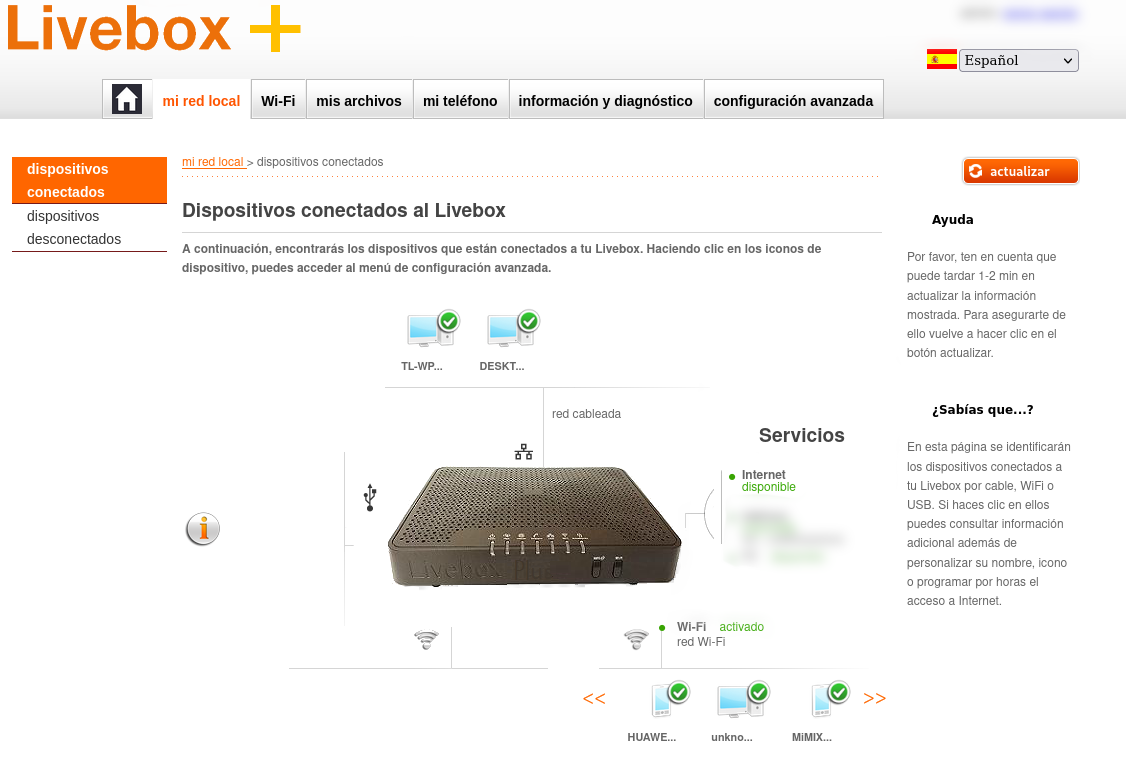 Livebox +
Español
mi red local
Wi-Fi
mis archivos
mi teléfono
información y diagnóstico
configuración avanzada
dispositivos
conectados
dispositivos
desconectados
mi red local > dispositivos conectados
Dispositivos conectados al Livebox
A continuación, encontrarás los dispositivos que están conectados a tu Livebox. Haciendo clic en los iconos de
dispositivo, puedes acceder al menú de configuración avanzada.
TL-WP...
DESKT...
red cableada
Servicios
Internet
disponible
Livebox Plus
Wi-Fi activado
red Wi-Fi
<<
>>
HUAWE...
unkno...
MiMIX...
actualizar
Ayuda
Por favor, ten en cuenta que
puede tardar 1-2 min en
actualizar la información
mostrada. Para asegurarte de
ello vuelve a hacer clic en el
botón actualizar.
¿Sabías que...?
En esta página se identificarán
los dispositivos conectados a
tu Livebox por cable, WiFi o
USB. Si haces clic en ellos
puedes consultar información
adicional además de
personalizar su nombre, icono
o programar por horas el
acceso a Internet.